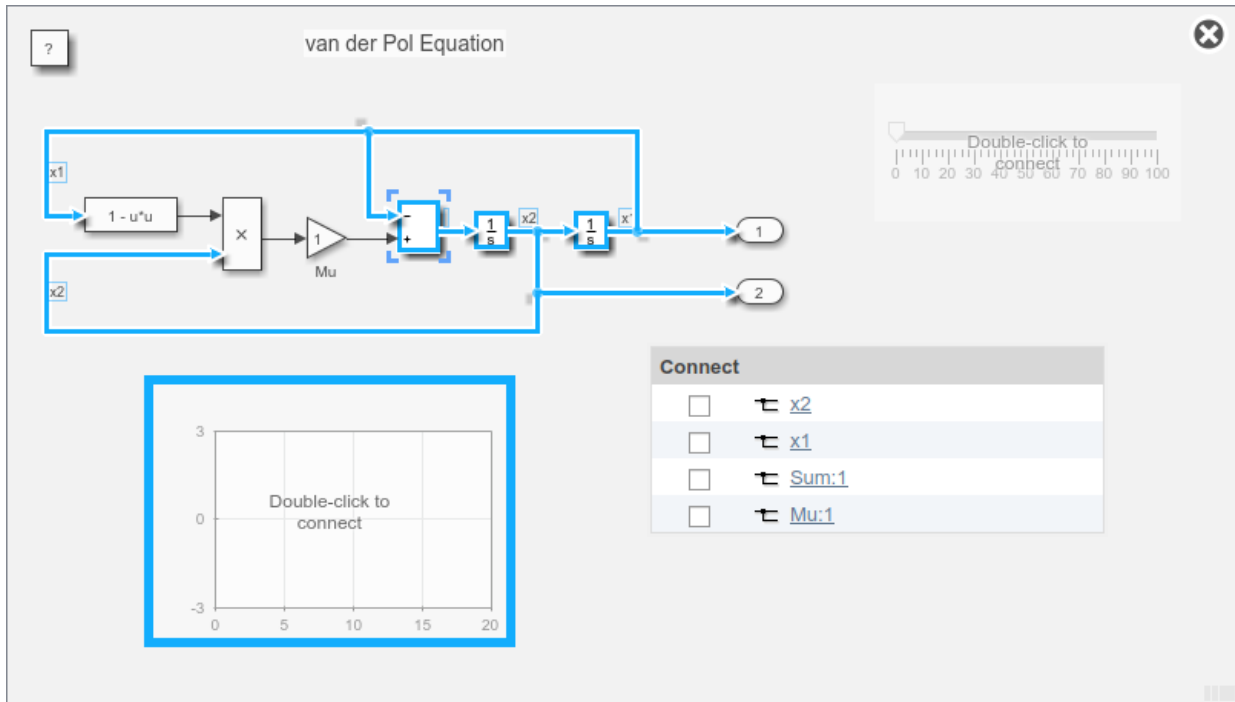 ?
van der Pol Equation
x1
1 - u*u
×
1
Mu
−
+
1
s
x2
1
s
1
x2
2
Double-click to
connect
0 10 20 30 40 50 60 70 80 90 100
Connect
x2
x1
Sum:1
Mu:1
3
0
-3
Double-click to
connect
0 5 10 15 20